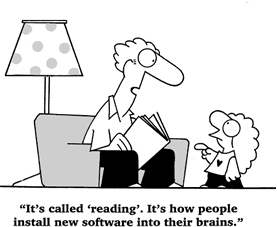 “It’s called ‘reading’. It’s how people
install new software into their brains.”